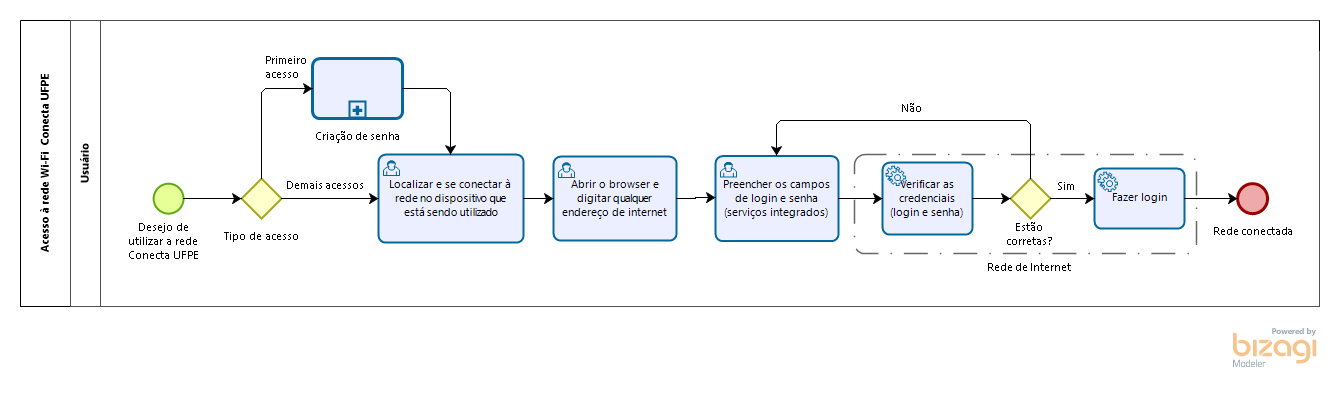 Acesso à rede Wi-Fi Conecta UFPE
Usuário
Desejo de
utilizar a rede
Conecta UFPE
Tipo de acesso
Primeiro
acesso
Criação de senha
Demais acessos
Localizar e se conectar à
rede no dispositivo que
está sendo utilizado
Abrir o browser e
digitar qualquer
endereço de internet
Preencher os campos
de login e senha
(serviços integrados)
Não
Verificar as
credenciais
(login e senha)
Estão
corretas?
Sim
Fazer login
Rede de Internet
Rede conectada
Powered by
bizagi
Modeler